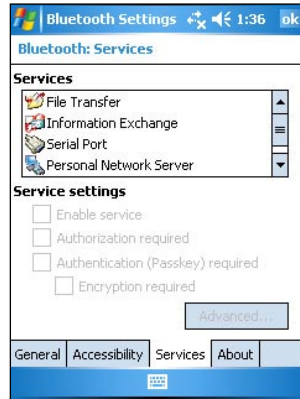 Bluetooth Settings 1:36 ok
Bluetooth: Services
Services
File Transfer
Information Exchange
Serial Port
Personal Network Server
Service settings
Enable service
Authorization required
Authentication (Passkey) required
Encryption required
Advanced...
General Accessibility Services About